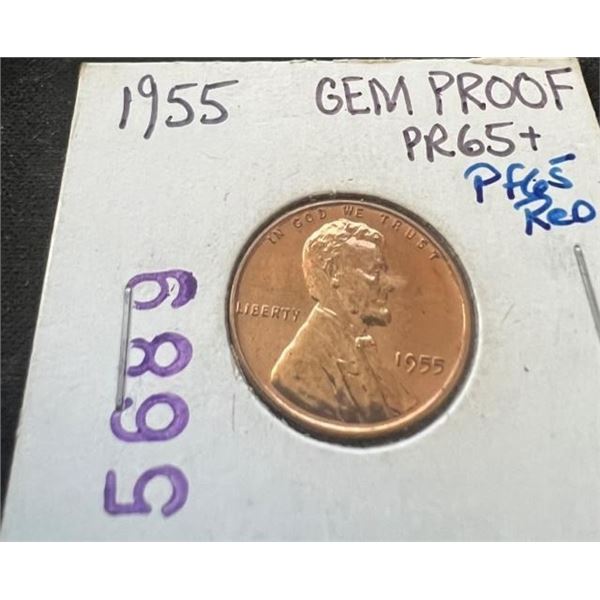 1955
GEM PROOF
PR65+
Pf65
Red
IN GOD WE TRUST
LIBERTY
1955
5689